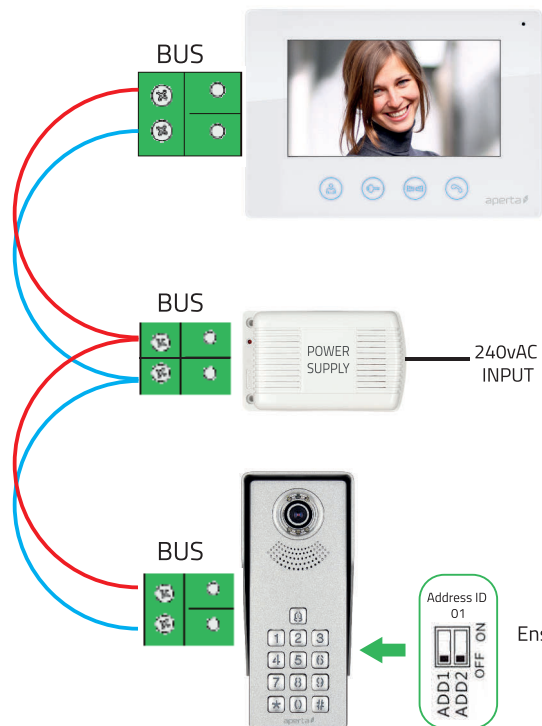 BUS
aperta
BUS
POWER
SUPPLY
240vAC
INPUT
BUS
Address ID
01
ADD1
ADD2
OFF ON
Ens
1 2 3
4 5 6
7 8 9
* 0 #
aperta